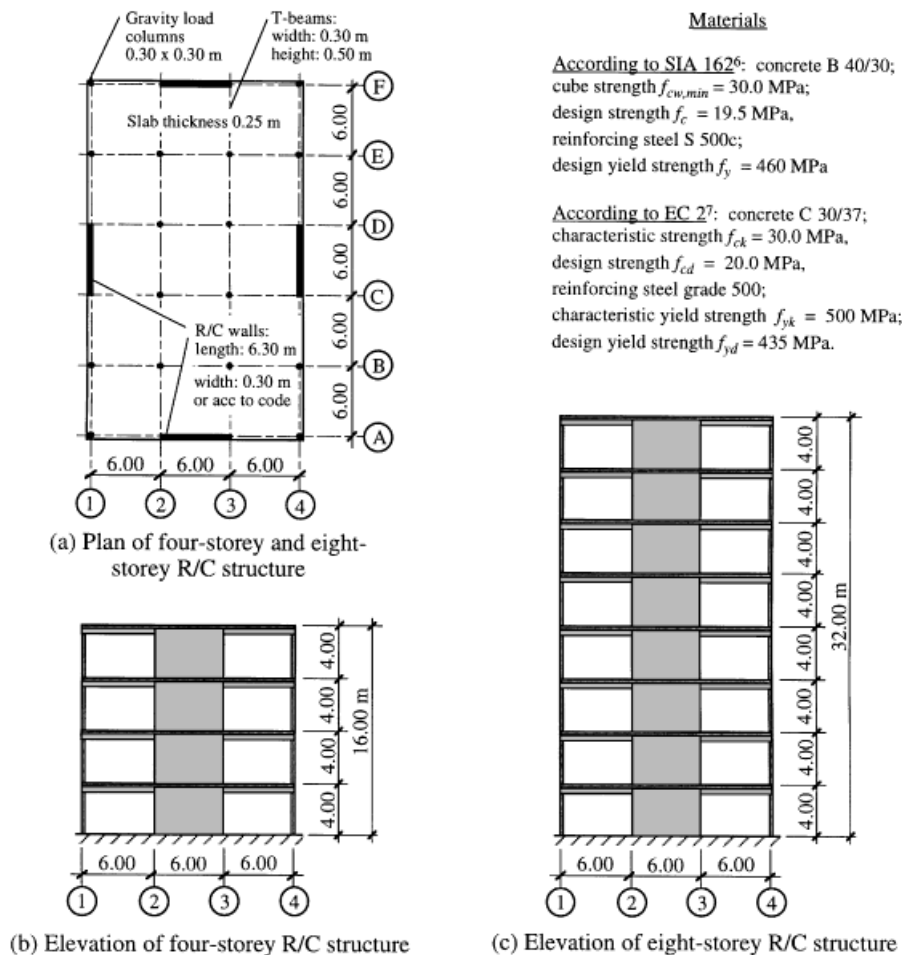 Gravity load
columns
0.30 x 0.30 m
T-beams:
width: 0.30 m
height: 0.50 m
Slab thickness 0.25 m
R/C walls:
length: 6.30 m
width: 0.30 m
or acc to code
F
6.00
E
6.00
D
6.00
C
6.00
B
6.00
A
6.00 6.00 6.00
1 2 3 4
(a) Plan of four-storey and eight-
storey R/C structure
Materials
According to SIA 162⁶: concrete B 40/30;
cube strength f_cw,min = 30.0 MPa;
design strength f_c = 19.5 MPa,
reinforcing steel S 500c;
design yield strength f_y = 460 MPa
According to EC 2⁷: concrete C 30/37;
characteristic strength f_ck = 30.0 MPa,
design strength f_cd = 20.0 MPa,
reinforcing steel grade 500;
characteristic yield strength f_yk = 500 MPa;
design yield strength f_yd = 435 MPa.
4.00
4.00
4.00
4.00
16.00 m
6.00 6.00 6.00
1 2 3 4
(b) Elevation of four-storey R/C structure
4.00
4.00
4.00
4.00
4.00
4.00
4.00
4.00
32.00 m
6.00 6.00 6.00
1 2 3 4
(c) Elevation of eight-storey R/C structure